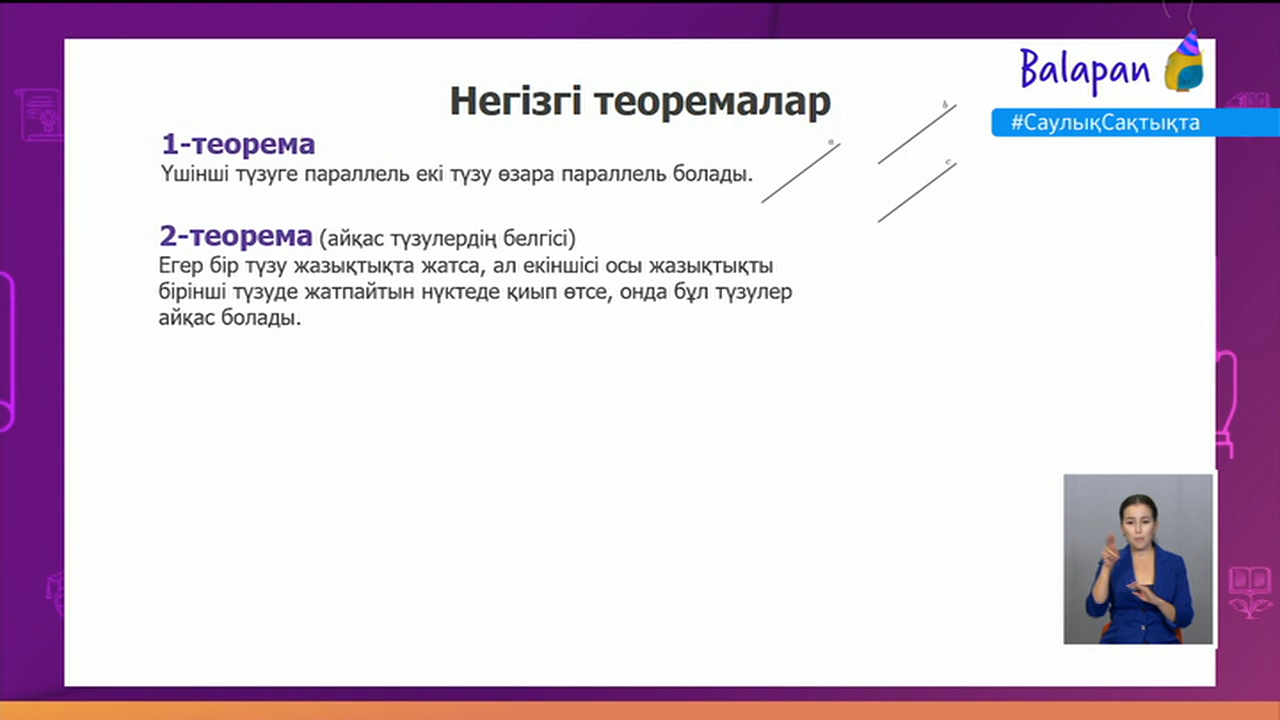 Balapan
#СаулықСақтықта
Негізгі теоремалар
1-теорема
Үшінші түзуге параллель екі түзу өзара параллель болады.
a
b
c
2-теорема (айқас түзулердің белгісі)
Егер бір түзу жазықтықта жатса, ал екіншісі осы жазықтықты
бірінші түзуде жатпайтын нүктеде қиып өтсе, онда бұл түзулер
айқас болады.